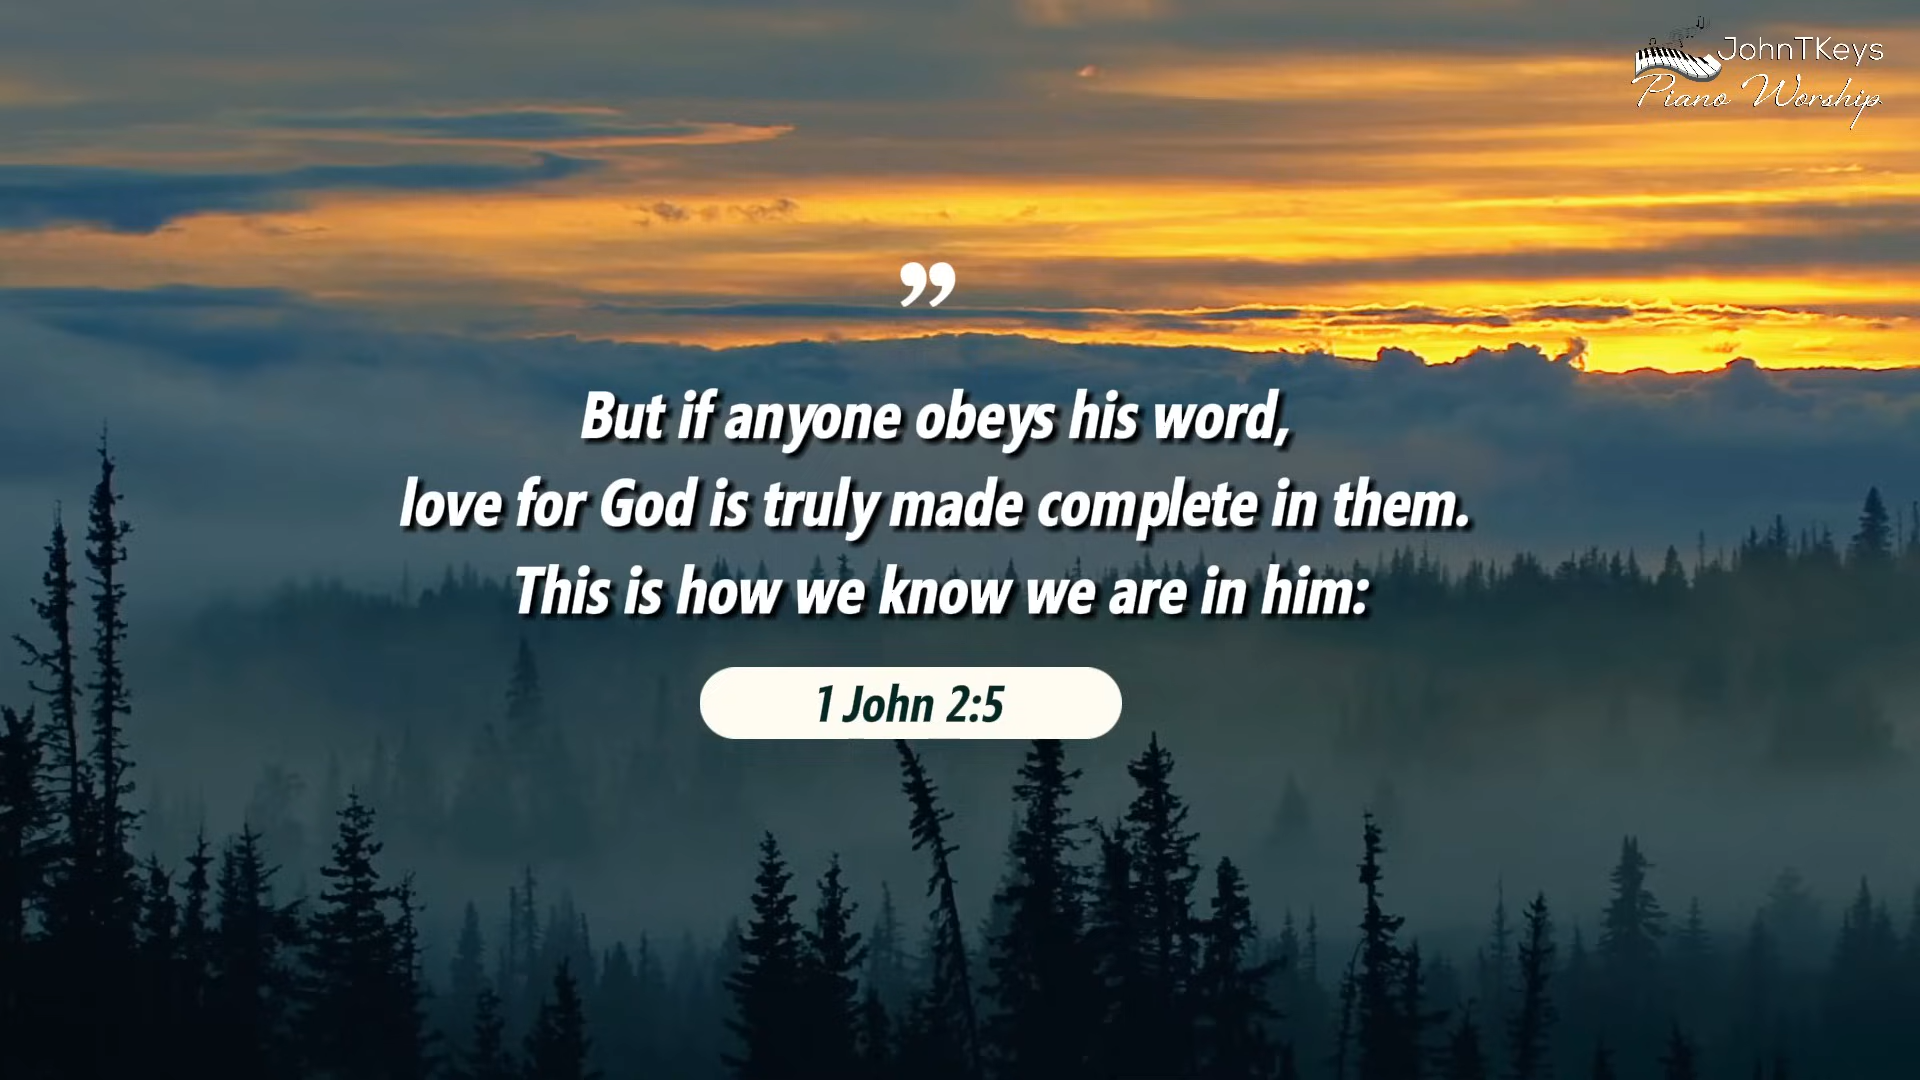 JohnTKeys
Piano Worship
”
But if anyone obeys his word,
love for God is truly made complete in them.
This is how we know we are in him:
1 John 2:5